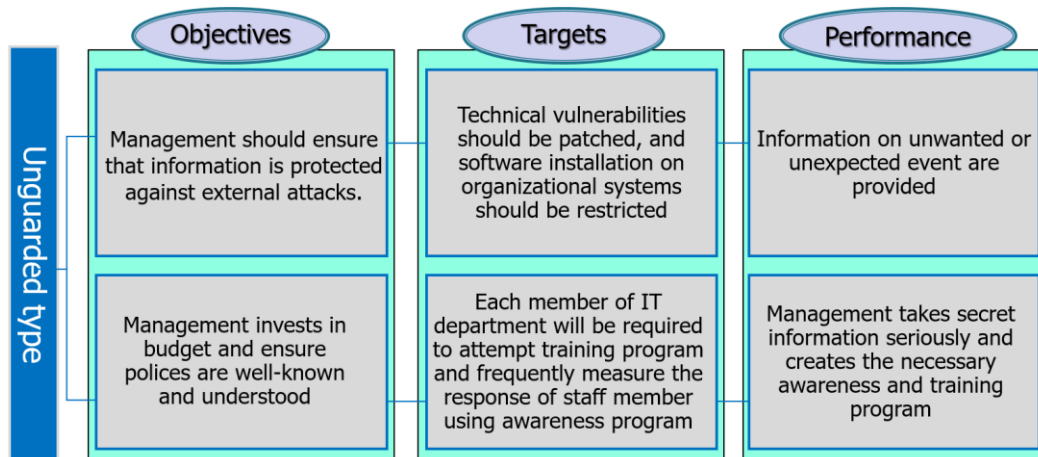 Objectives
Targets
Performance
Unguarded type
Management should ensure
that information is protected
against external attacks.
Technical vulnerabilities
should be patched, and
software installation on
organizational systems
should be restricted
Information on unwanted or
unexpected event are
provided
Management invests in
budget and ensure
polices are well-known
and understood
Each member of IT
department will be required
to attempt training program
and frequently measure the
response of staff member
using awareness program
Management takes secret
information seriously and
creates the necessary
awareness and training
program